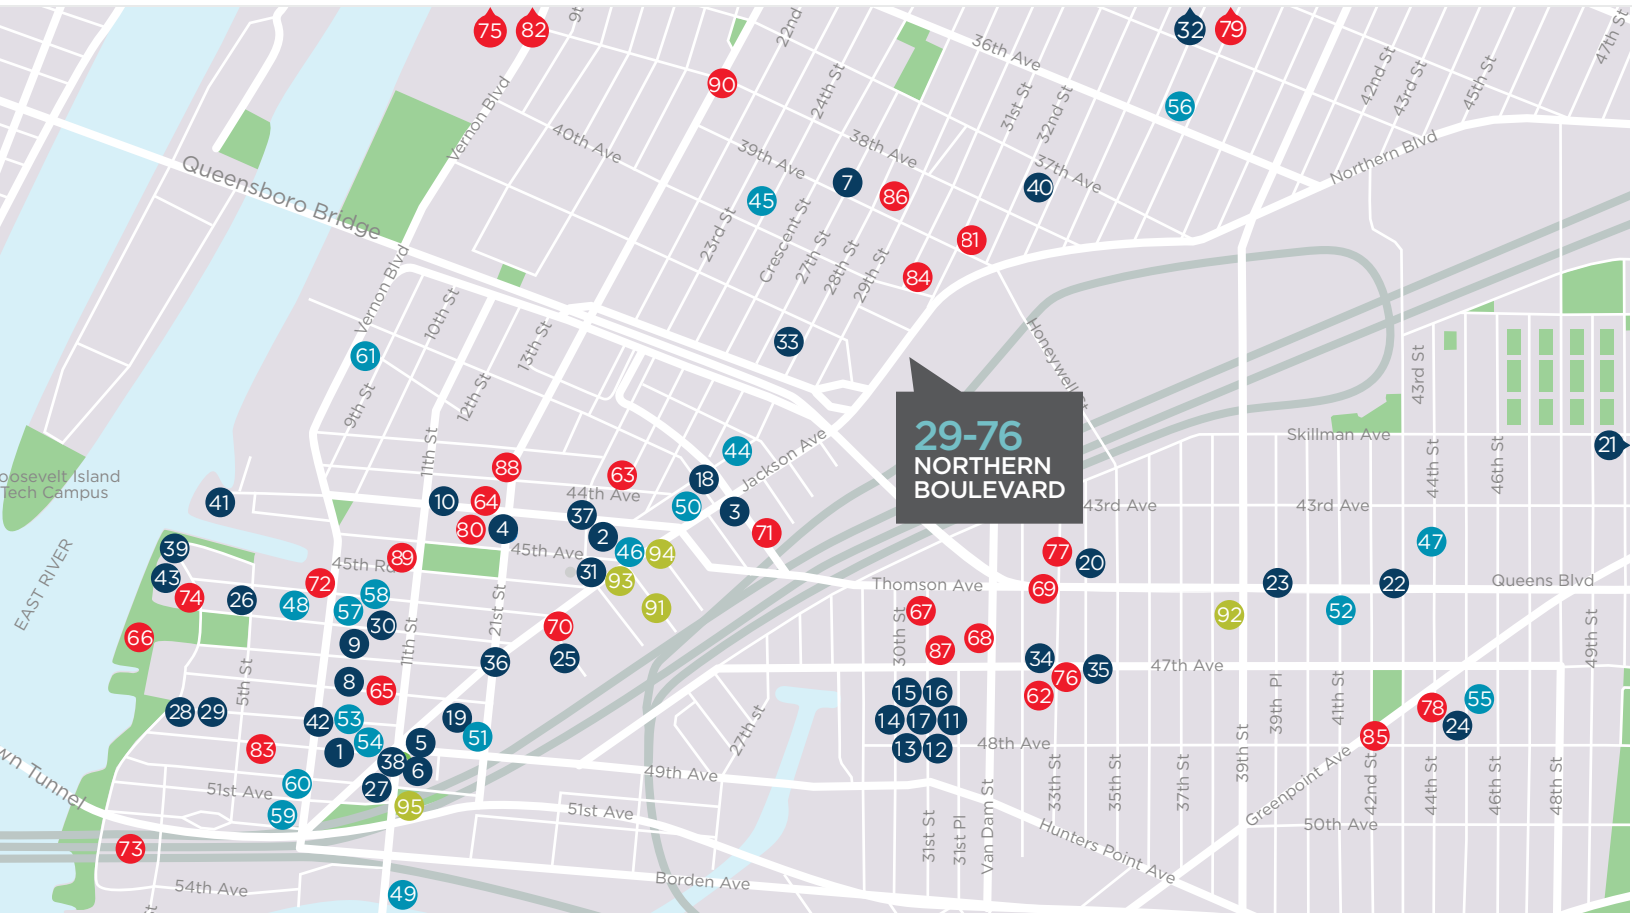 75
82
9t
22nd
32
79
47th St
36th Ave
42nd St
43rd St
45th St
90
24th St
31st St
32nd St
56
Vernon Blvd
40th Ave
39th Ave
38th Ave
37th Ave
Northern Blvd
Queensboro Bridge
7
86
40
45
23rd St
Crescent St
27th St
28th St
29th St
81
84
Vernon Blvd
10th St
13th St
33
61
Honeywell St
9th St
12th St
43rd St
29-76
NORTHERN
BOULEVARD
Skillman Ave
21
11th St
44
Jackson Ave
88
63
18
44th St
46th St
oosevelt Island
Tech Campus
41
10
64
44th Ave
50
3
43rd Ave
43rd Ave
37
80
4
2
71
39
45th Ave
46
94
77
20
47
EAST RIVER
45th R
89
31
93
43
72
Thomson Ave
69
23
22
Queens Blvd
74
26
48
58
57
21st St
91
67
92
52
30
70
30th St
68
49th St
66
9
11th St
87
36
25
34
35
47th Ave
5th St
8
65
76
62
39th Pl
41th St
15
16
28
29
42
53
19
14
17
11
78
55
24
27th st
54
51
85
83
1
5
13
12
48th Ave
39th St
38
6
49th Ave
wn Tunnel
60
51st Ave
27
33th St
35th St
37th St
42nd St
44th St
46th St
48th St
Greenpoint Ave
59
95
51st Ave
31st St
31st Pl
Van Dam St
50th Ave
73
Hunters Point Ave
54th Ave
Borden Ave
49
St